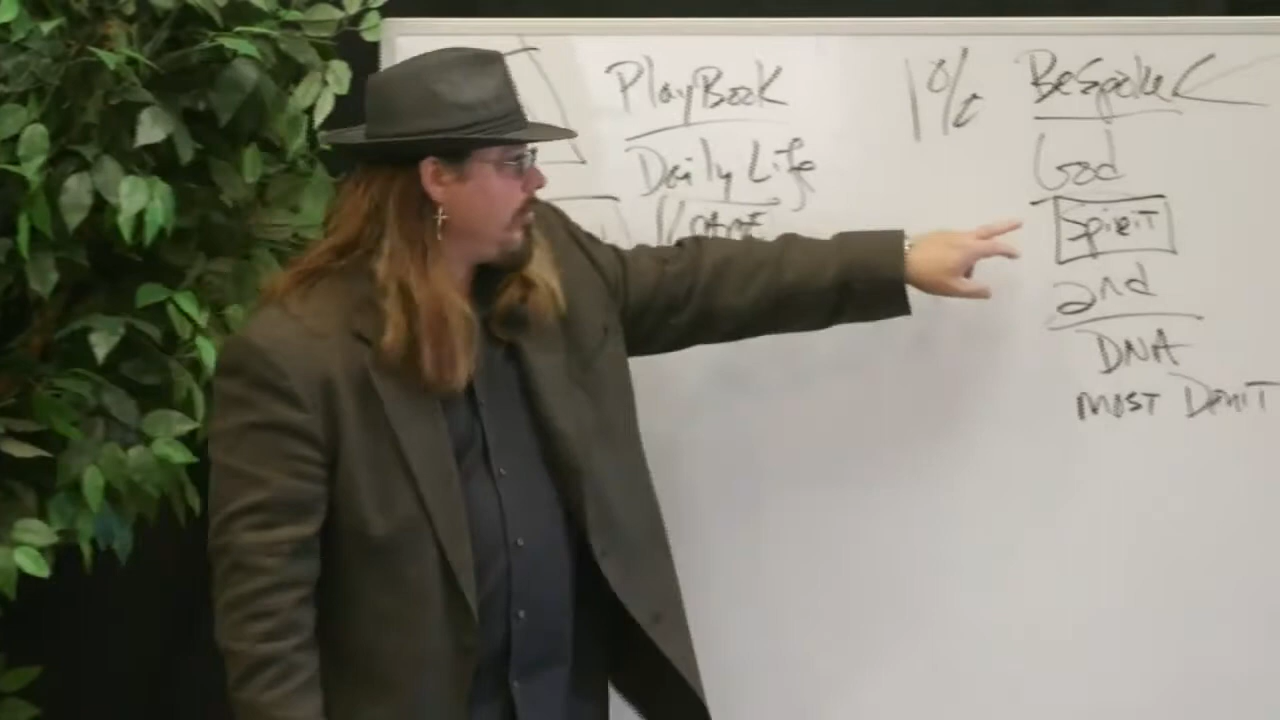 PlayBook
Daily Life
1%
Bespoke
God
Spirit
2nd
DNA
MOST